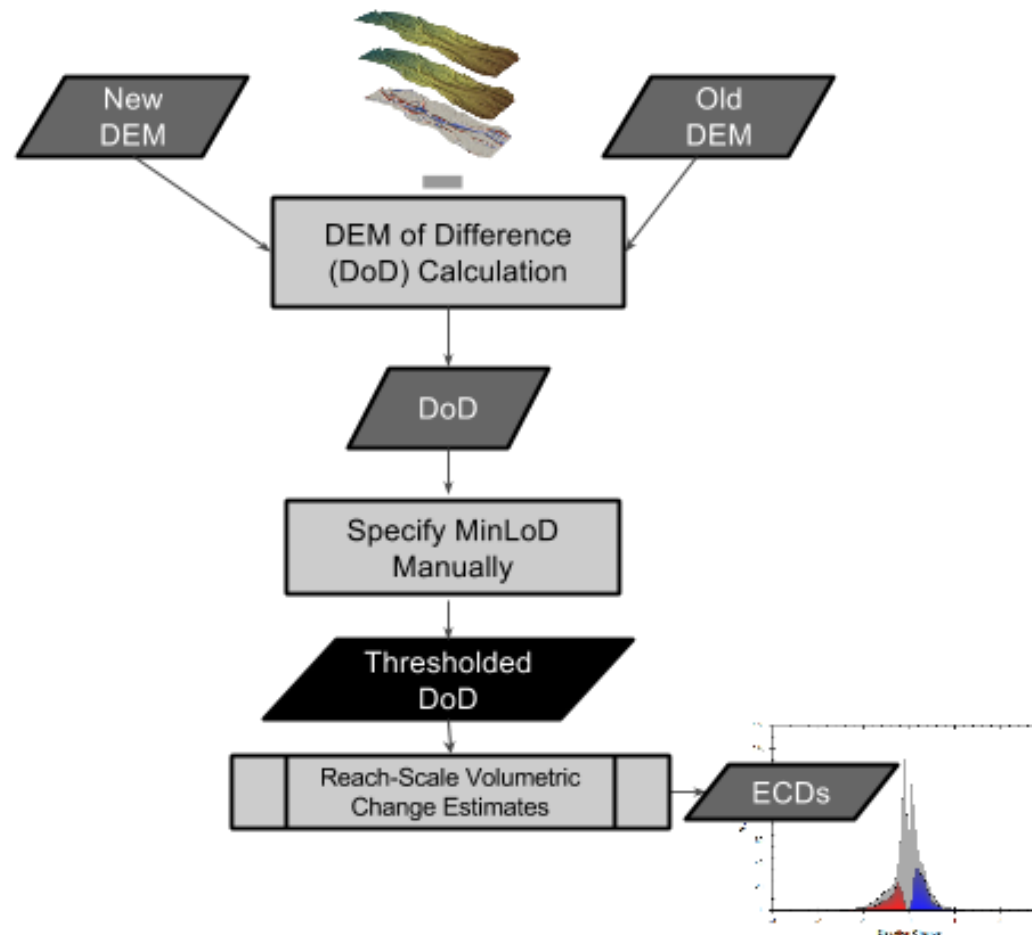 New
DEM
Old
DEM
DEM of Difference
(DoD) Calculation
DoD
Specify MinLoD
Manually
Thresholded
DoD
Reach-Scale Volumetric
Change Estimates
ECDs